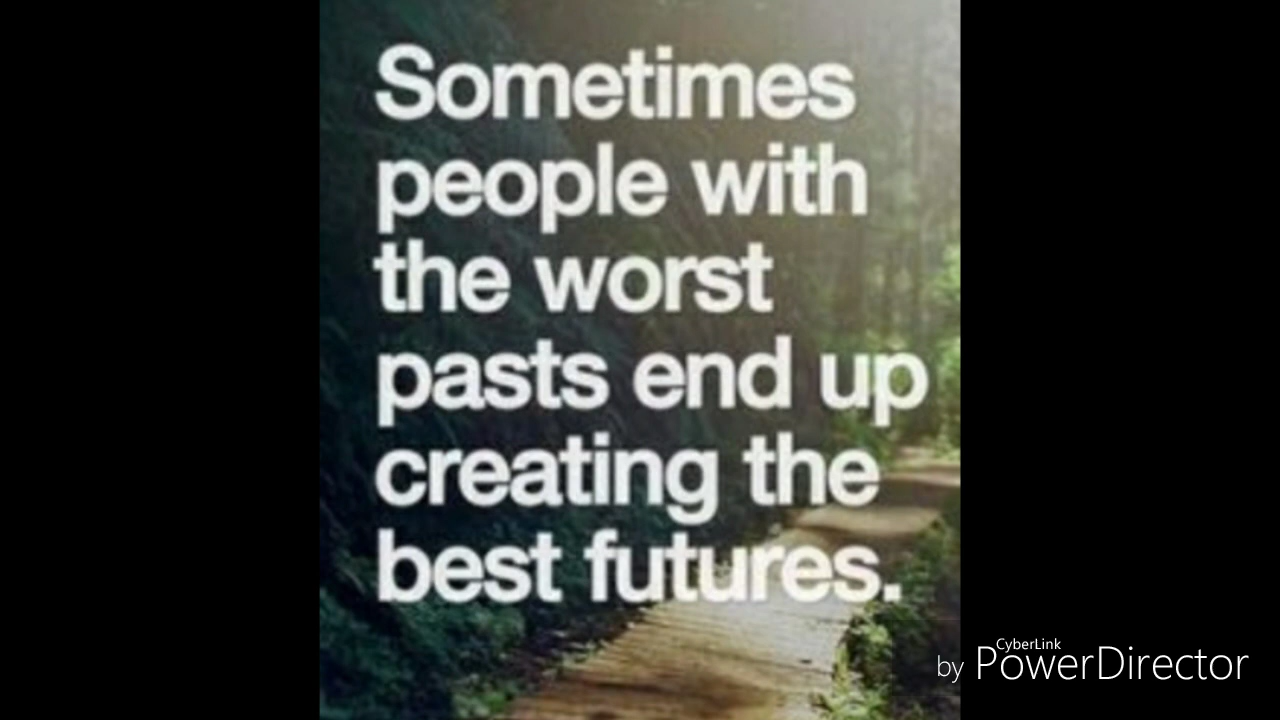 Sometimes
people with
the worst
pasts end up
creating the
best futures.
CyberLink
by PowerDirector